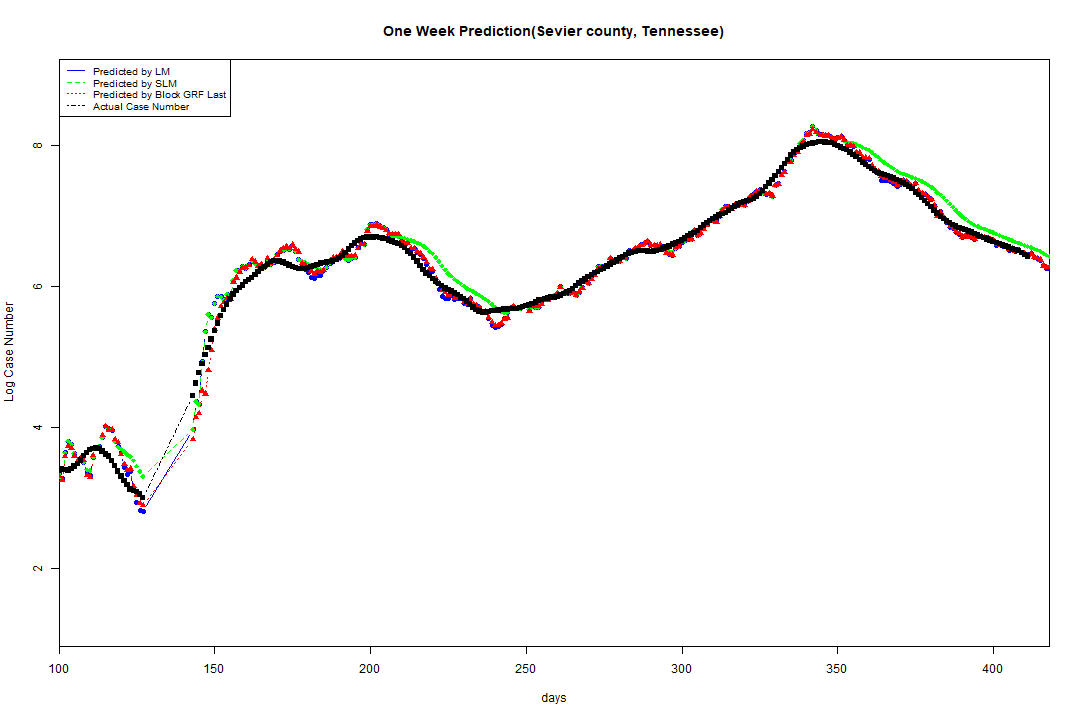 One Week Prediction(Sevier county, Tennessee)
Predicted by LM
Predicted by SLM
Predicted by Block GRF Last
Actual Case Number
8
6
4
2
Log Case Number
100 150 200 250 300 350 400
days